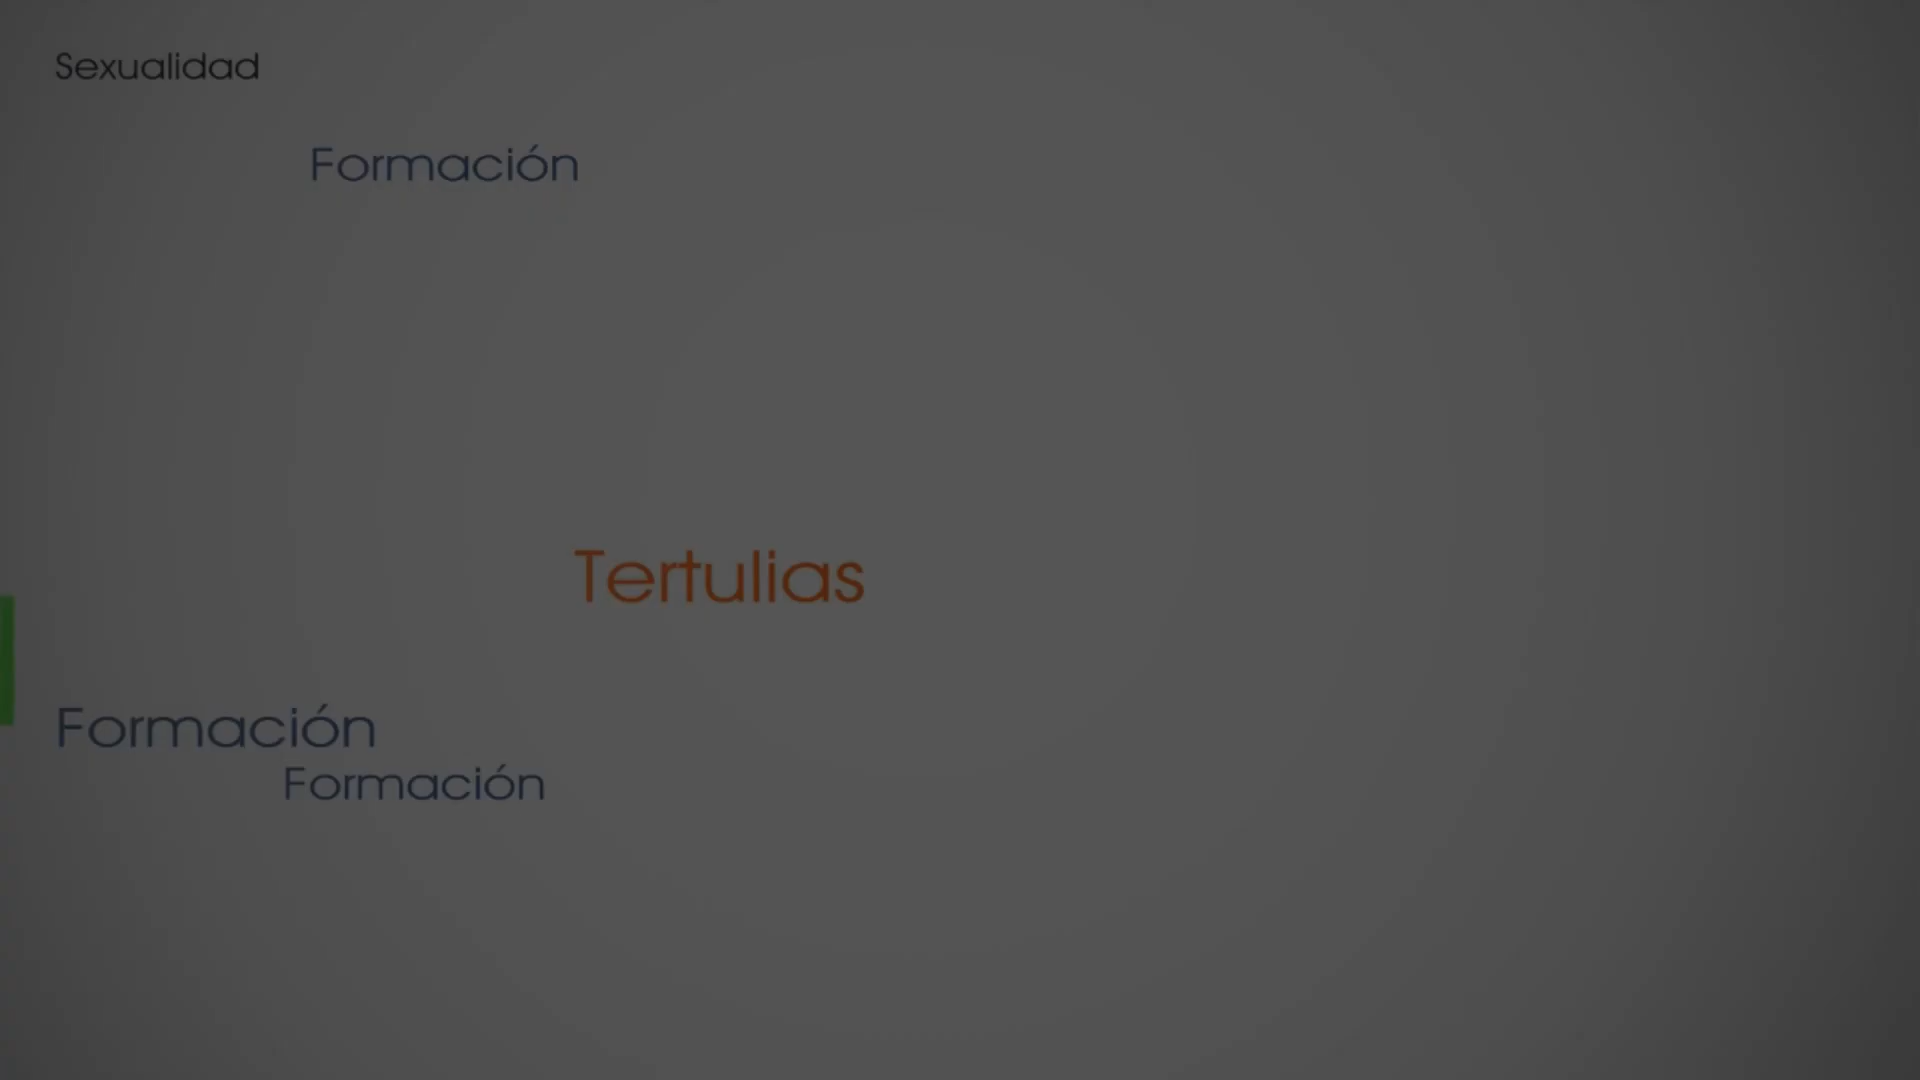 Sexualidad
Formación
Tertulias
Formación
Formación